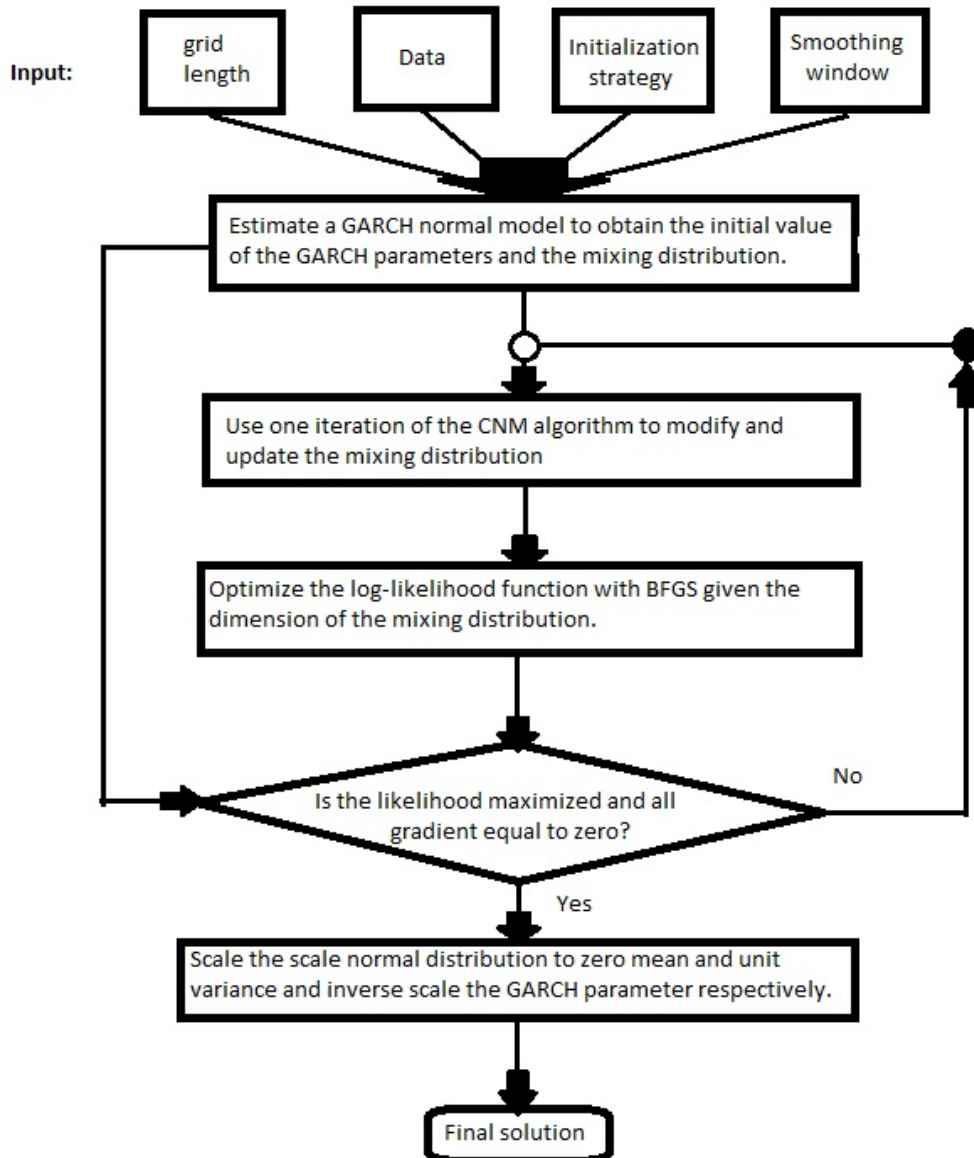 Input:
grid
length
Data
Initialization
strategy
Smoothing
window
Estimate a GARCH normal model to obtain the initial value
of the GARCH parameters and the mixing distribution.
Use one iteration of the CNM algorithm to modify and
update the mixing distribution
Optimize the log-likelihood function with BFGS given the
dimension of the mixing distribution.
Is the likelihood maximized and all
gradient equal to zero?
No
Yes
Scale the scale normal distribution to zero mean and unit
variance and inverse scale the GARCH parameter respectively.
Final solution